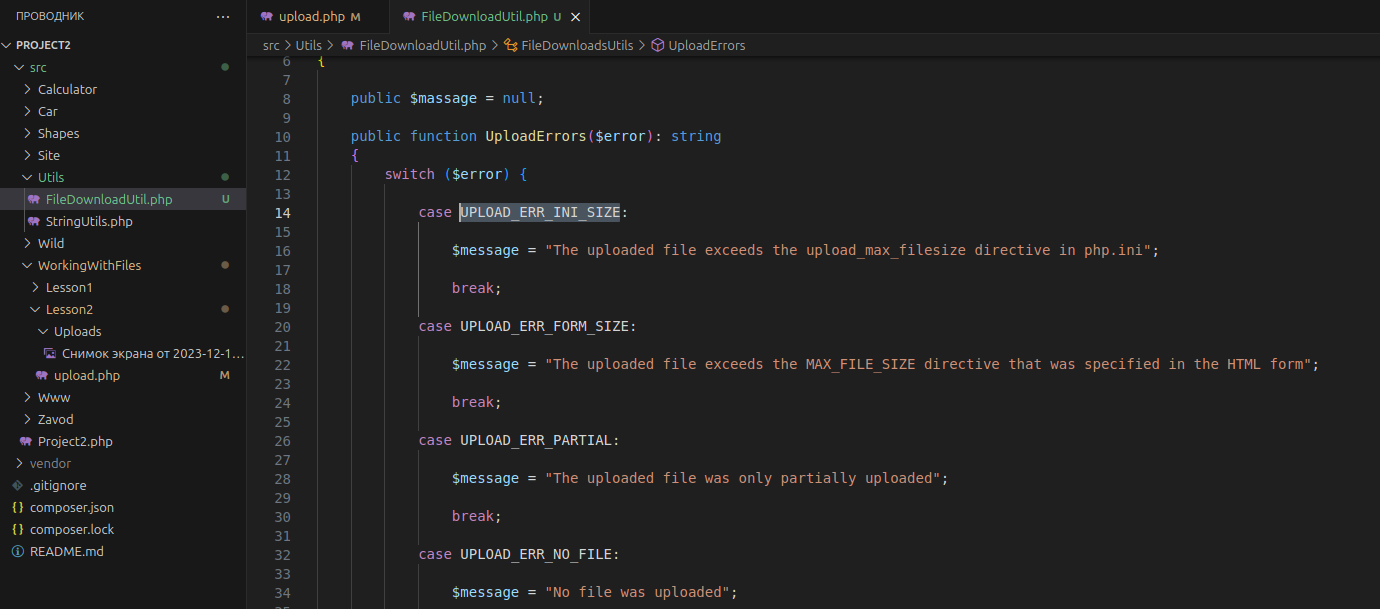 ПРОВОДНИК ...
PROJECT2
src
Calculator
Car
Shapes
Site
Utils
FileDownloadUtil.php U
StringUtils.php
Wild
WorkingWithFiles
Lesson1
Lesson2
Uploads
Снимок экрана от 2023-12-1...
upload.php M
Www
Zavod
Project2.php
vendor
.gitignore
{} composer.json
{} composer.lock
README.md
upload.php M
FileDownloadUtil.php U
src > Utils > FileDownloadUtil.php > FileDownloadsUtils > UploadErrors
6 {
7
8 public $massage = null;
9
10 public function UploadErrors($error): string
11 {
12 switch ($error) {
13
14 case UPLOAD_ERR_INI_SIZE:
15
16 $message = "The uploaded file exceeds the upload_max_filesize directive in php.ini";
17
18 break;
19
20 case UPLOAD_ERR_FORM_SIZE:
21
22 $message = "The uploaded file exceeds the MAX_FILE_SIZE directive that was specified in the HTML form";
23
24 break;
25
26 case UPLOAD_ERR_PARTIAL:
27
28 $message = "The uploaded file was only partially uploaded";
29
30 break;
31
32 case UPLOAD_ERR_NO_FILE:
33
34 $message = "No file was uploaded";